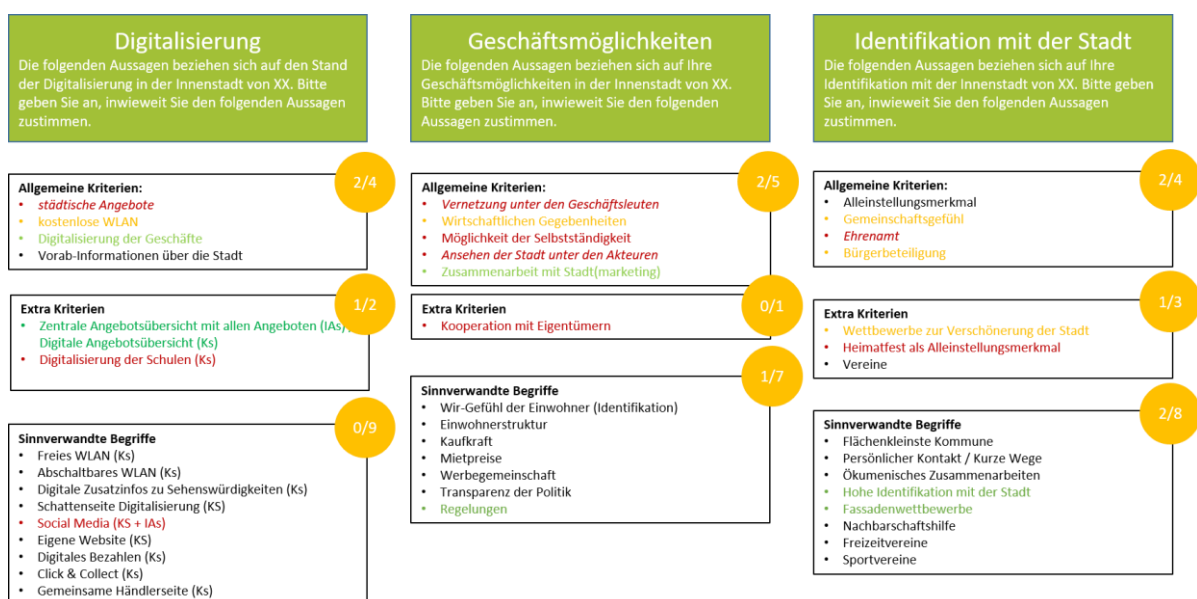 Digitalisierung
Die folgenden Aussagen beziehen sich auf den Stand
der Digitalisierung in der Innenstadt von XX. Bitte
geben Sie an, inwieweit Sie den folgenden Aussagen
zustimmen.
2/4
Allgemeine Kriterien:
• städtische Angebote
• kostenlose WLAN
• Digitalisierung der Geschäfte
• Vorab-Informationen über die Stadt
1/2
Extra Kriterien
• Zentrale Angebotsübersicht mit allen Angeboten (IAs),
Digitale Angebotsübersicht (Ks)
• Digitalisierung der Schulen (Ks)
0/9
Sinnverwandte Begriffe
• Freies WLAN (Ks)
• Abschaltbares WLAN (Ks)
• Digitale Zusatzinfos zu Sehenswürdigkeiten (Ks)
• Schattenseite Digitalisierung (KS)
• Social Media (KS + IAs)
• Eigene Website (KS)
• Digitales Bezahlen (Ks)
• Click & Collect (Ks)
• Gemeinsame Händlerseite (Ks)
Geschäftsmöglichkeiten
Die folgenden Aussagen beziehen sich auf Ihre
Geschäftsmöglichkeiten in der Innenstadt von XX.
Bitte geben Sie an, inwieweit Sie den folgenden
Aussagen zustimmen.
2/5
Allgemeine Kriterien:
• Vernetzung unter den Geschäftsleuten
• Wirtschaftlichen Gegebenheiten
• Möglichkeit der Selbstständigkeit
• Ansehen der Stadt unter den Akteuren
• Zusammenarbeit mit Stadt(marketing)
0/1
Extra Kriterien
• Kooperation mit Eigentümern
1/7
Sinnverwandte Begriffe
• Wir-Gefühl der Einwohner (Identifikation)
• Einwohnerstruktur
• Kaufkraft
• Mietpreise
• Werbegemeinschaft
• Transparenz der Politik
• Regelungen
Identifikation mit der Stadt
Die folgenden Aussagen beziehen sich auf Ihre
Identifikation mit der Innenstadt von XX. Bitte geben
Sie an, inwieweit Sie den folgenden Aussagen
zustimmen.
2/4
Allgemeine Kriterien:
• Alleinstellungsmerkmal
• Gemeinschaftsgefühl
• Ehrenamt
• Bürgerbeteiligung
1/3
Extra Kriterien
• Wettbewerbe zur Verschönerung der Stadt
• Heimatfest als Alleinstellungsmerkmal
• Vereine
2/8
Sinnverwandte Begriffe
• Flächenkleinste Kommune
• Persönlicher Kontakt / Kurze Wege
• Ökumenisches Zusammenarbeiten
• Hohe Identifikation mit der Stadt
• Fassadenwettbewerbe
• Nachbarschaftshilfe
• Freizeitvereine
• Sportvereine